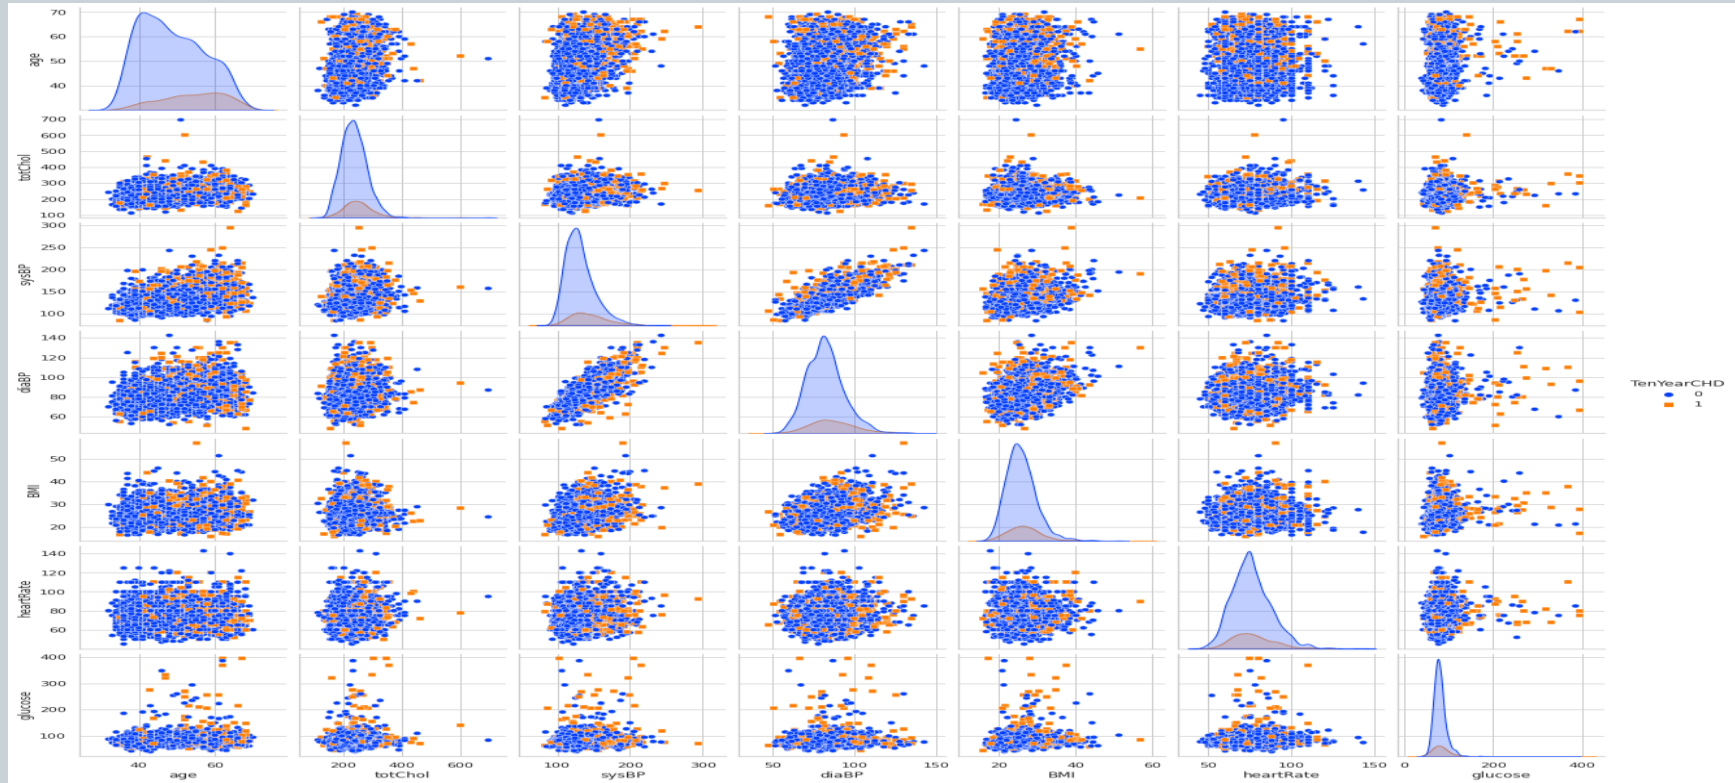 70
60
50
40
age
700
600
500
400
300
200
100
totChol
300
250
200
150
100
sysBP
140
120
100
80
60
diaBP
50
40
30
20
BMI
140
120
100
80
60
heartRate
400
300
200
100
glucose
40 60
age
200 400 600
totChol
100 200 300
sysBP
50 100 150
diaBP
20 40 60
BMI
50 100 150
heartRate
0 200 400
glucose
TenYearCHD
0
1